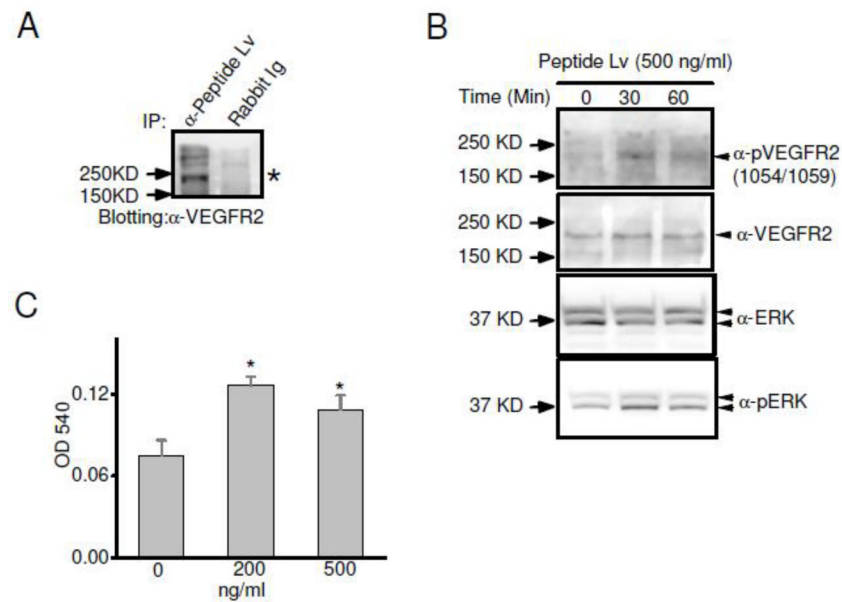 A
IP:
α-Peptide Lv
Rabbit Ig
250KD
150KD
*
Blotting:α-VEGFR2
B
Peptide Lv (500 ng/ml)
Time (Min) 0 30 60
250 KD
150 KD
α-pVEGFR2
(1054/1059)
250 KD
150 KD
α-VEGFR2
37 KD
α-ERK
37 KD
α-pERK
C
OD 540
0.12
0.06
0.00
* *
0 200 500
ng/ml